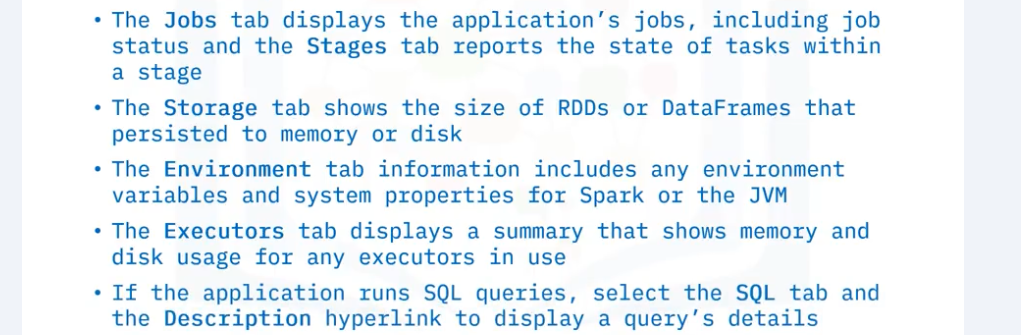 • The Jobs tab displays the application’s jobs, including job
status and the Stages tab reports the state of tasks within
a stage
• The Storage tab shows the size of RDDs or DataFrames that
persisted to memory or disk
• The Environment tab information includes any environment
variables and system properties for Spark or the JVM
• The Executors tab displays a summary that shows memory and
disk usage for any executors in use
• If the application runs SQL queries, select the SQL tab and
the Description hyperlink to display a query’s details